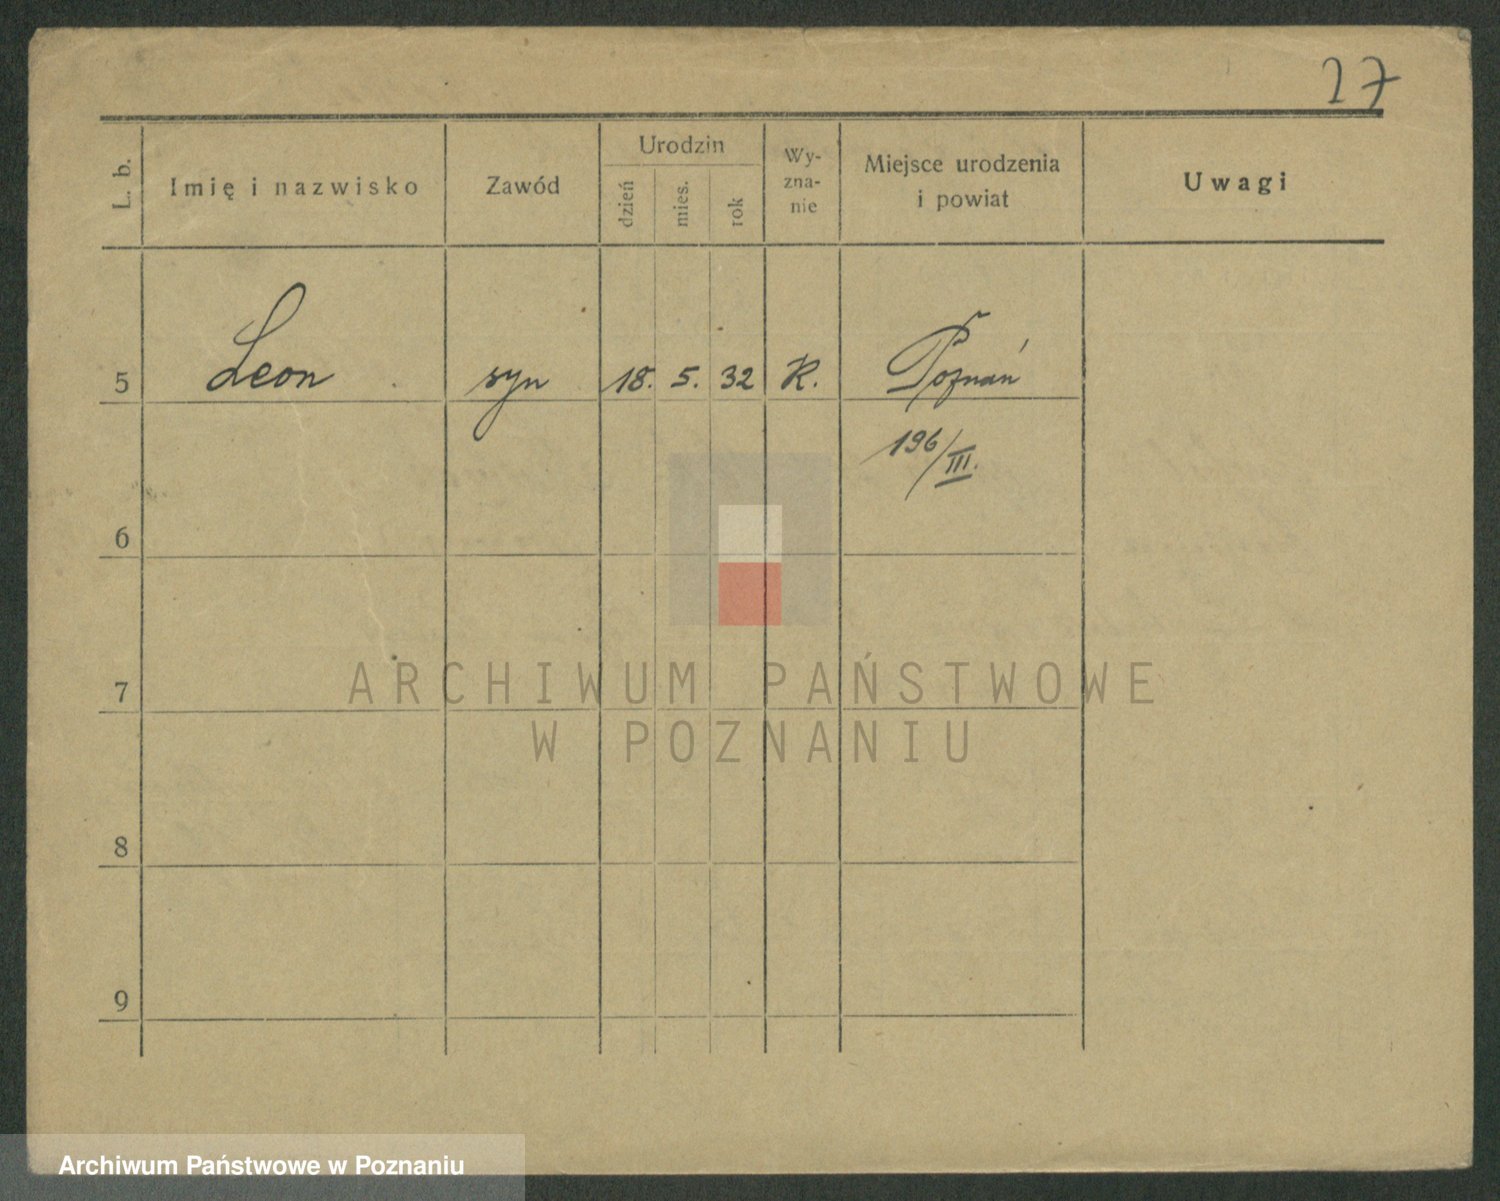 27
L. b. Imię i nazwisko Zawód Urodzin dzień mies. rok Wy-zna-nie Miejsce urodzenia i powiat Uwagi
5 Leon syn 18. 5. 32 K. Poznań
196/III.
6
7
ARCHIWUM PAŃSTWOWE
W POZNANIU
8
9
Archiwum Państwowe w Poznaniu